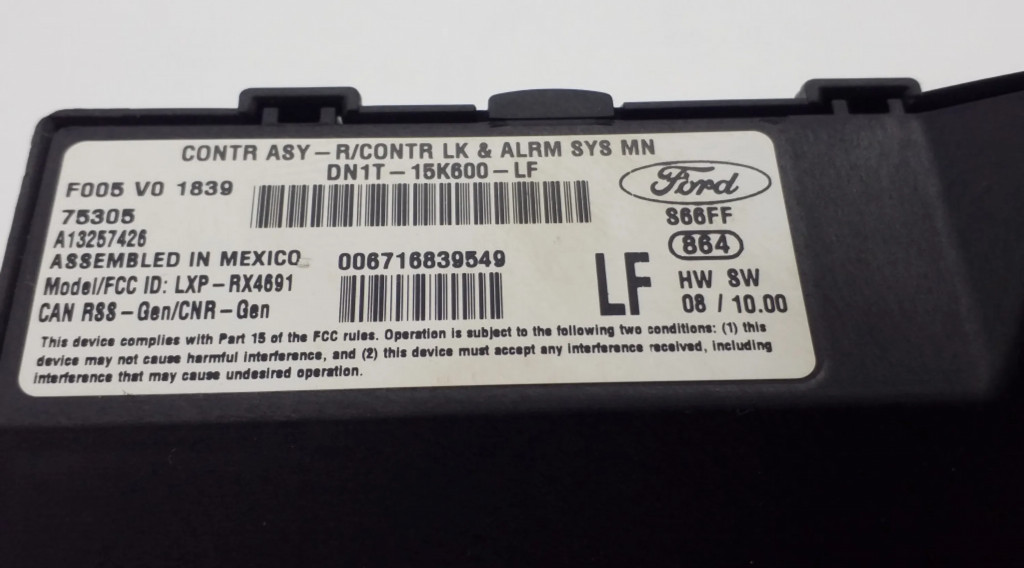 CONTR ASY-R/CONTR LK & ALRM SYS MN
DN1T-15K600-LF
F005 V0 1839
75305
A13257426
ASSEMBLED IN MEXICO
Model/FCC ID: LXP-RX4691
CAN RSS-Gen/CNR-Gen
006716839549
LF
Ford
S66FF
864
HW SW
08 / 10.00
This device complies with Part 15 of the FCC rules. Operation is subject to the following two conditions: (1) this
device may not cause harmful interference, and (2) this device must accept any interference received, including
interference that may cause undesired operation.